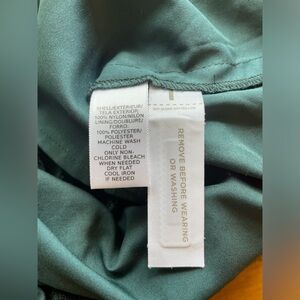 SHELL/EXTERIEUR/
TELA EXTERIOR:
100% NYLON/NILON
LINING/DOUBLURE/
FORRO:
100% POLYESTER/
POLIESTER
MACHINE WASH
COLD
ONLY NON-
CHLORINE BLEACH
WHEN NEEDED
DRY FLAT
COOL IRON
IF NEEDED
REMOVE BEFORE WEARING
OR WASHING